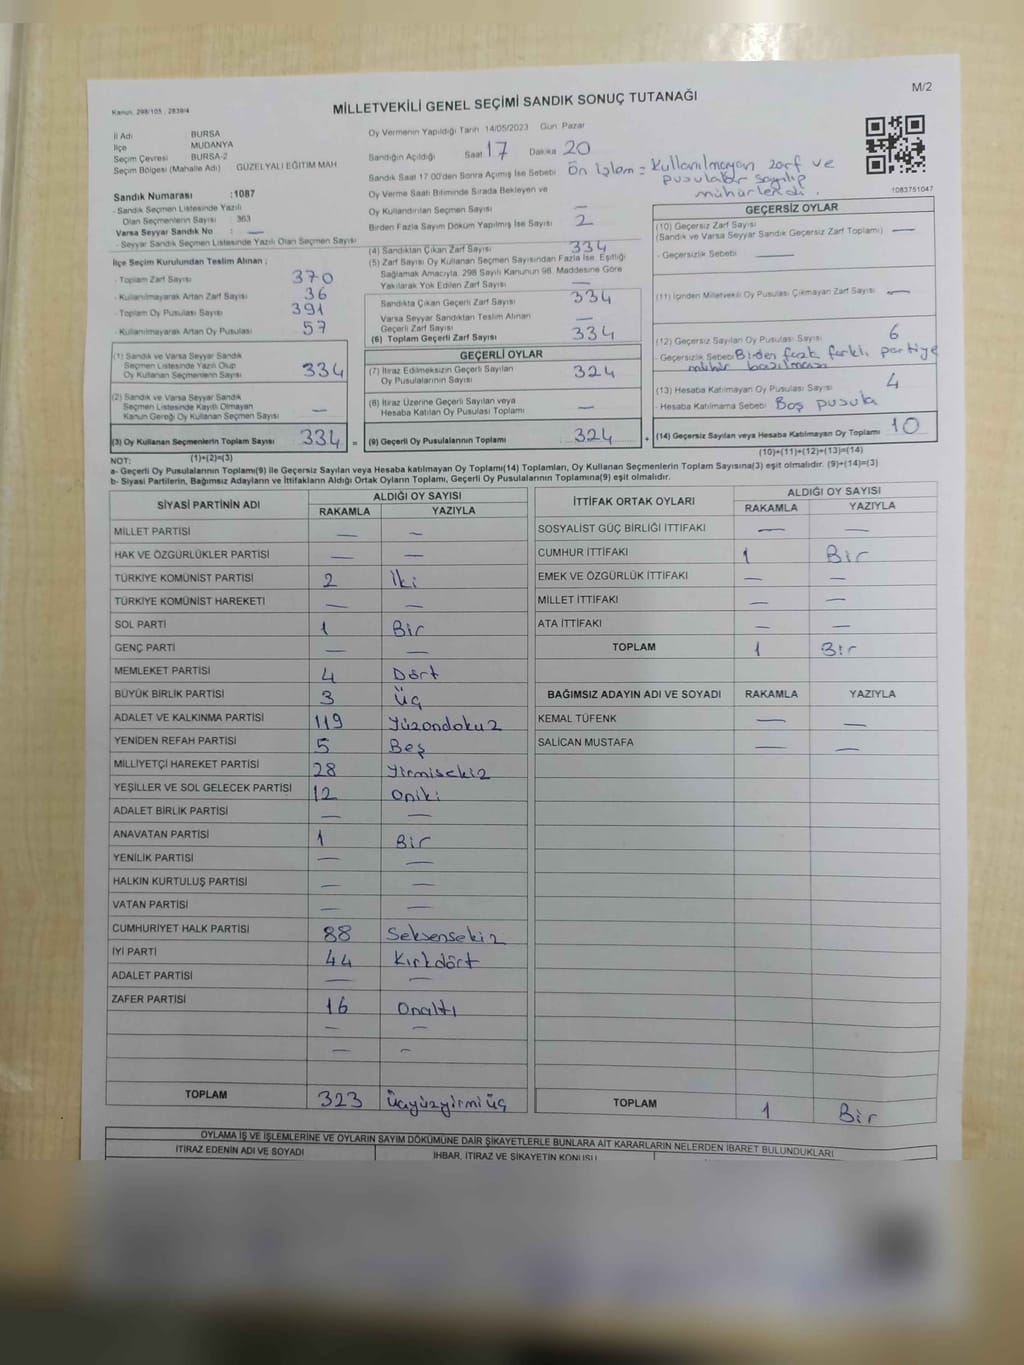 M/2
Kanun: 298/105 , 2839/4
MİLLETVEKİLİ GENEL SEÇİMİ SANDIK SONUÇ TUTANAĞI
İl Adı : BURSA
İlçe : MUDANYA
Seçim Çevresi : BURSA-2
Seçim Bölgesi (Mahalle Adı) : GÜZELYALI EĞİTİM MAH
Sandık Numarası :1087
- Sandık Seçmen Listesinde Yazılı
Olan Seçmenlerin Sayısı : 363
Varsa Seyyar Sandık No : —
- Seyyar Sandık Seçmen Listesinde Yazılı Olan Seçmen Sayısı
İlçe Seçim Kurulundan Teslim Alınan ;
- Toplam Zarf Sayısı 370
- Kullanılmayarak Artan Zarf Sayısı 36
- Toplam Oy Pusulası Sayısı 391
- Kullanılmayarak Artan Oy Pusulası 57
(1) Sandık ve Varsa Seyyar Sandık
Seçmen Listesinde Yazılı Olup
Oy Kullanan Seçmenlerin Sayısı 334
(2) Sandık ve Varsa Seyyar Sandık
Seçmen Listesinde Kayıtlı Olmayan
Kanun Gereği Oy Kullanan Seçmen Sayısı —
(3) Oy Kullanan Seçmenlerin Toplam Sayısı 334 =
(1)+(2)=(3)
Oy Vermenin Yapıldığı Tarih 14/05/2023 Gün Pazar
Sandığın Açıldığı Saat 17 Dakika 20
Sandık Saat 17:00'den Sonra Açılmış İse Sebebi Ön işlem = Kullanılmayan zarf ve
pusulalar sayılıp
mühürlendi.
Oy Verme Saati Bitiminde Sırada Bekleyen ve
Oy Kullandırılan Seçmen Sayısı —
Birden Fazla Sayım Döküm Yapılmış İse Sayısı 2
(4) Sandıktan Çıkan Zarf Sayısı 334
(5) Zarf Sayısı Oy Kullanan Seçmen Sayısından Fazla İse, Eşitliği
Sağlamak Amacıyla, 298 Sayılı Kanunun 98. Maddesine Göre
Yakılarak Yok Edilen Zarf Sayısı —
Sandıkta Çıkan Geçerli Zarf Sayısı 334
Varsa Seyyar Sandıktan Teslim Alınan
Geçerli Zarf Sayısı —
(6) Toplam Geçerli Zarf Sayısı 334
GEÇERLİ OYLAR
(7) İtiraz Edilmeksizin Geçerli Sayılan
Oy Pusulalarının Sayısı 324
(8) İtiraz Üzerine Geçerli Sayılan veya
Hesaba Katılan Oy Pusulası Toplamı —
(9) Geçerli Oy Pusulalarının Toplamı 324 +
1083751047
GEÇERSİZ OYLAR
(10) Geçersiz Zarf Sayısı
(Sandık ve Varsa Seyyar Sandık Geçersiz Zarf Toplamı) —
- Geçersizlik Sebebi —
(11) İçinden Milletvekili Oy Pusulası Çıkmayan Zarf Sayısı —
(12) Geçersiz Sayılan Oy Pusulası Sayısı 6
- Geçersizlik Sebebi Birden fazla farklı partiye
mühür basılması
(13) Hesaba Katılmayan Oy Pusulası Sayısı 4
- Hesaba Katılmama Sebebi Boş pusula
(14) Geçersiz Sayılan veya Hesaba Katılmayan Oy Toplamı 10
(10)+(11)+(12)+(13)=(14)
NOT:
a- Geçerli Oy Pusulalarının Toplamı(9) ile Geçersiz Sayılan veya Hesaba katılmayan Oy Toplamı(14) Toplamları, Oy Kullanan Seçmenlerin Toplam Sayısına(3) eşit olmalıdır. (9)+(14)=(3)
b- Siyasi Partilerin, Bağımsız Adayların ve İttifakların Aldığı Ortak Oyların Toplamı, Geçerli Oy Pusulalarının Toplamına(9) eşit olmalıdır.
SİYASİ PARTİNİN ADI ALDIĞI OY SAYISI
RAKAMLA YAZIYLA
MİLLET PARTİSİ — —
HAK VE ÖZGÜRLÜKLER PARTİSİ — —
TÜRKİYE KOMÜNİST PARTİSİ 2 İki
TÜRKİYE KOMÜNİST HAREKETİ — —
SOL PARTİ 1 Bir
GENÇ PARTİ — —
MEMLEKET PARTİSİ 4 Dört
BÜYÜK BİRLİK PARTİSİ 3 Üç
ADALET VE KALKINMA PARTİSİ 119 Yüzondokuz
YENİDEN REFAH PARTİSİ 5 Beş
MİLLİYETÇİ HAREKET PARTİSİ 28 Yirmisekiz
YEŞİLLER VE SOL GELECEK PARTİSİ 12 Oniki
ADALET BİRLİK PARTİSİ — —
ANAVATAN PARTİSİ 1 Bir
YENİLİK PARTİSİ — —
HALKIN KURTULUŞ PARTİSİ — —
VATAN PARTİSİ — —
CUMHURİYET HALK PARTİSİ 88 Seksensekiz
İYİ PARTİ 44 Kırkdört
ADALET PARTİSİ — —
ZAFER PARTİSİ 16 Onaltı
— —
— —
TOPLAM 323 Üçyüzyirmiüç
İTTİFAK ORTAK OYLARI ALDIĞI OY SAYISI
RAKAMLA YAZIYLA
SOSYALİST GÜÇ BİRLİĞİ İTTİFAKI — —
CUMHUR İTTİFAKI 1 Bir
EMEK VE ÖZGÜRLÜK İTTİFAKI — —
MİLLET İTTİFAKI — —
ATA İTTİFAKI — —
TOPLAM 1 Bir
BAĞIMSIZ ADAYIN ADI VE SOYADI RAKAMLA YAZIYLA
KEMAL TÜFENK — —
SALİCAN MUSTAFA — —
TOPLAM 1 Bir
OYLAMA İŞ VE İŞLEMLERİNE VE OYLARIN SAYIM DÖKÜMÜNE DAİR ŞİKAYETLERLE BUNLARA AİT KARARLARIN NELERDEN İBARET BULUNDUKLARI
İTİRAZ EDENİN ADI VE SOYADI İHBAR, İTİRAZ VE ŞİKAYETİN KONUSU